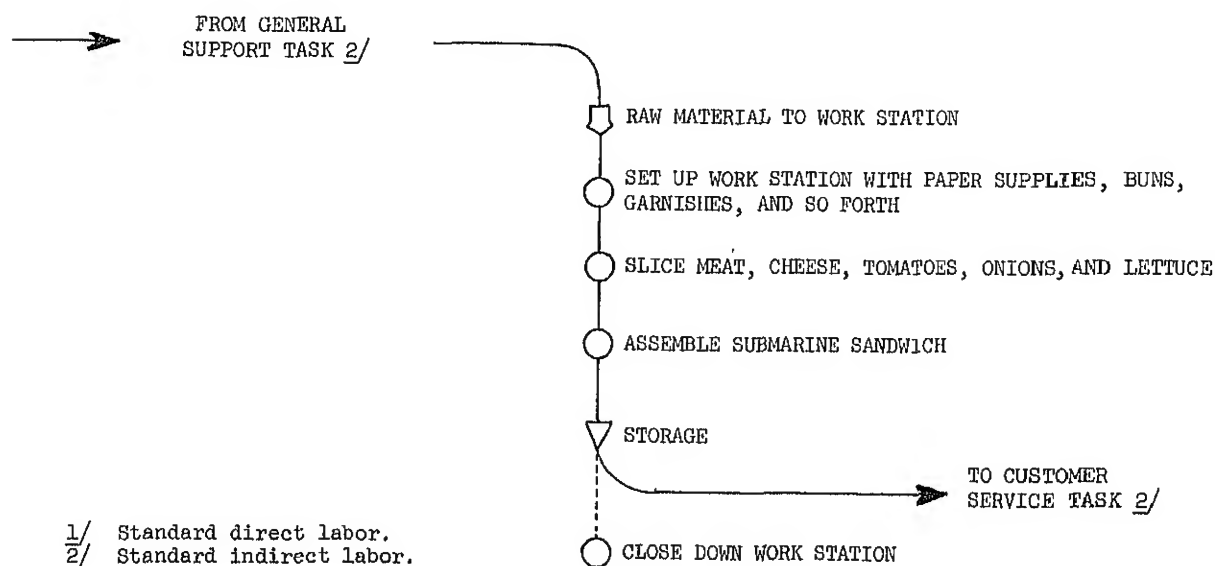 FROM GENERAL
SUPPORT TASK 2/
RAW MATERIAL TO WORK STATION
SET UP WORK STATION WITH PAPER SUPPLIES, BUNS,
GARNISHES, AND SO FORTH
SLICE MEAT, CHEESE, TOMATOES, ONIONS, AND LETTUCE
ASSEMBLE SUBMARINE SANDWICH
STORAGE
TO CUSTOMER
SERVICE TASK 2/
1/ Standard direct labor.
2/ Standard indirect labor.
CLOSE DOWN WORK STATION